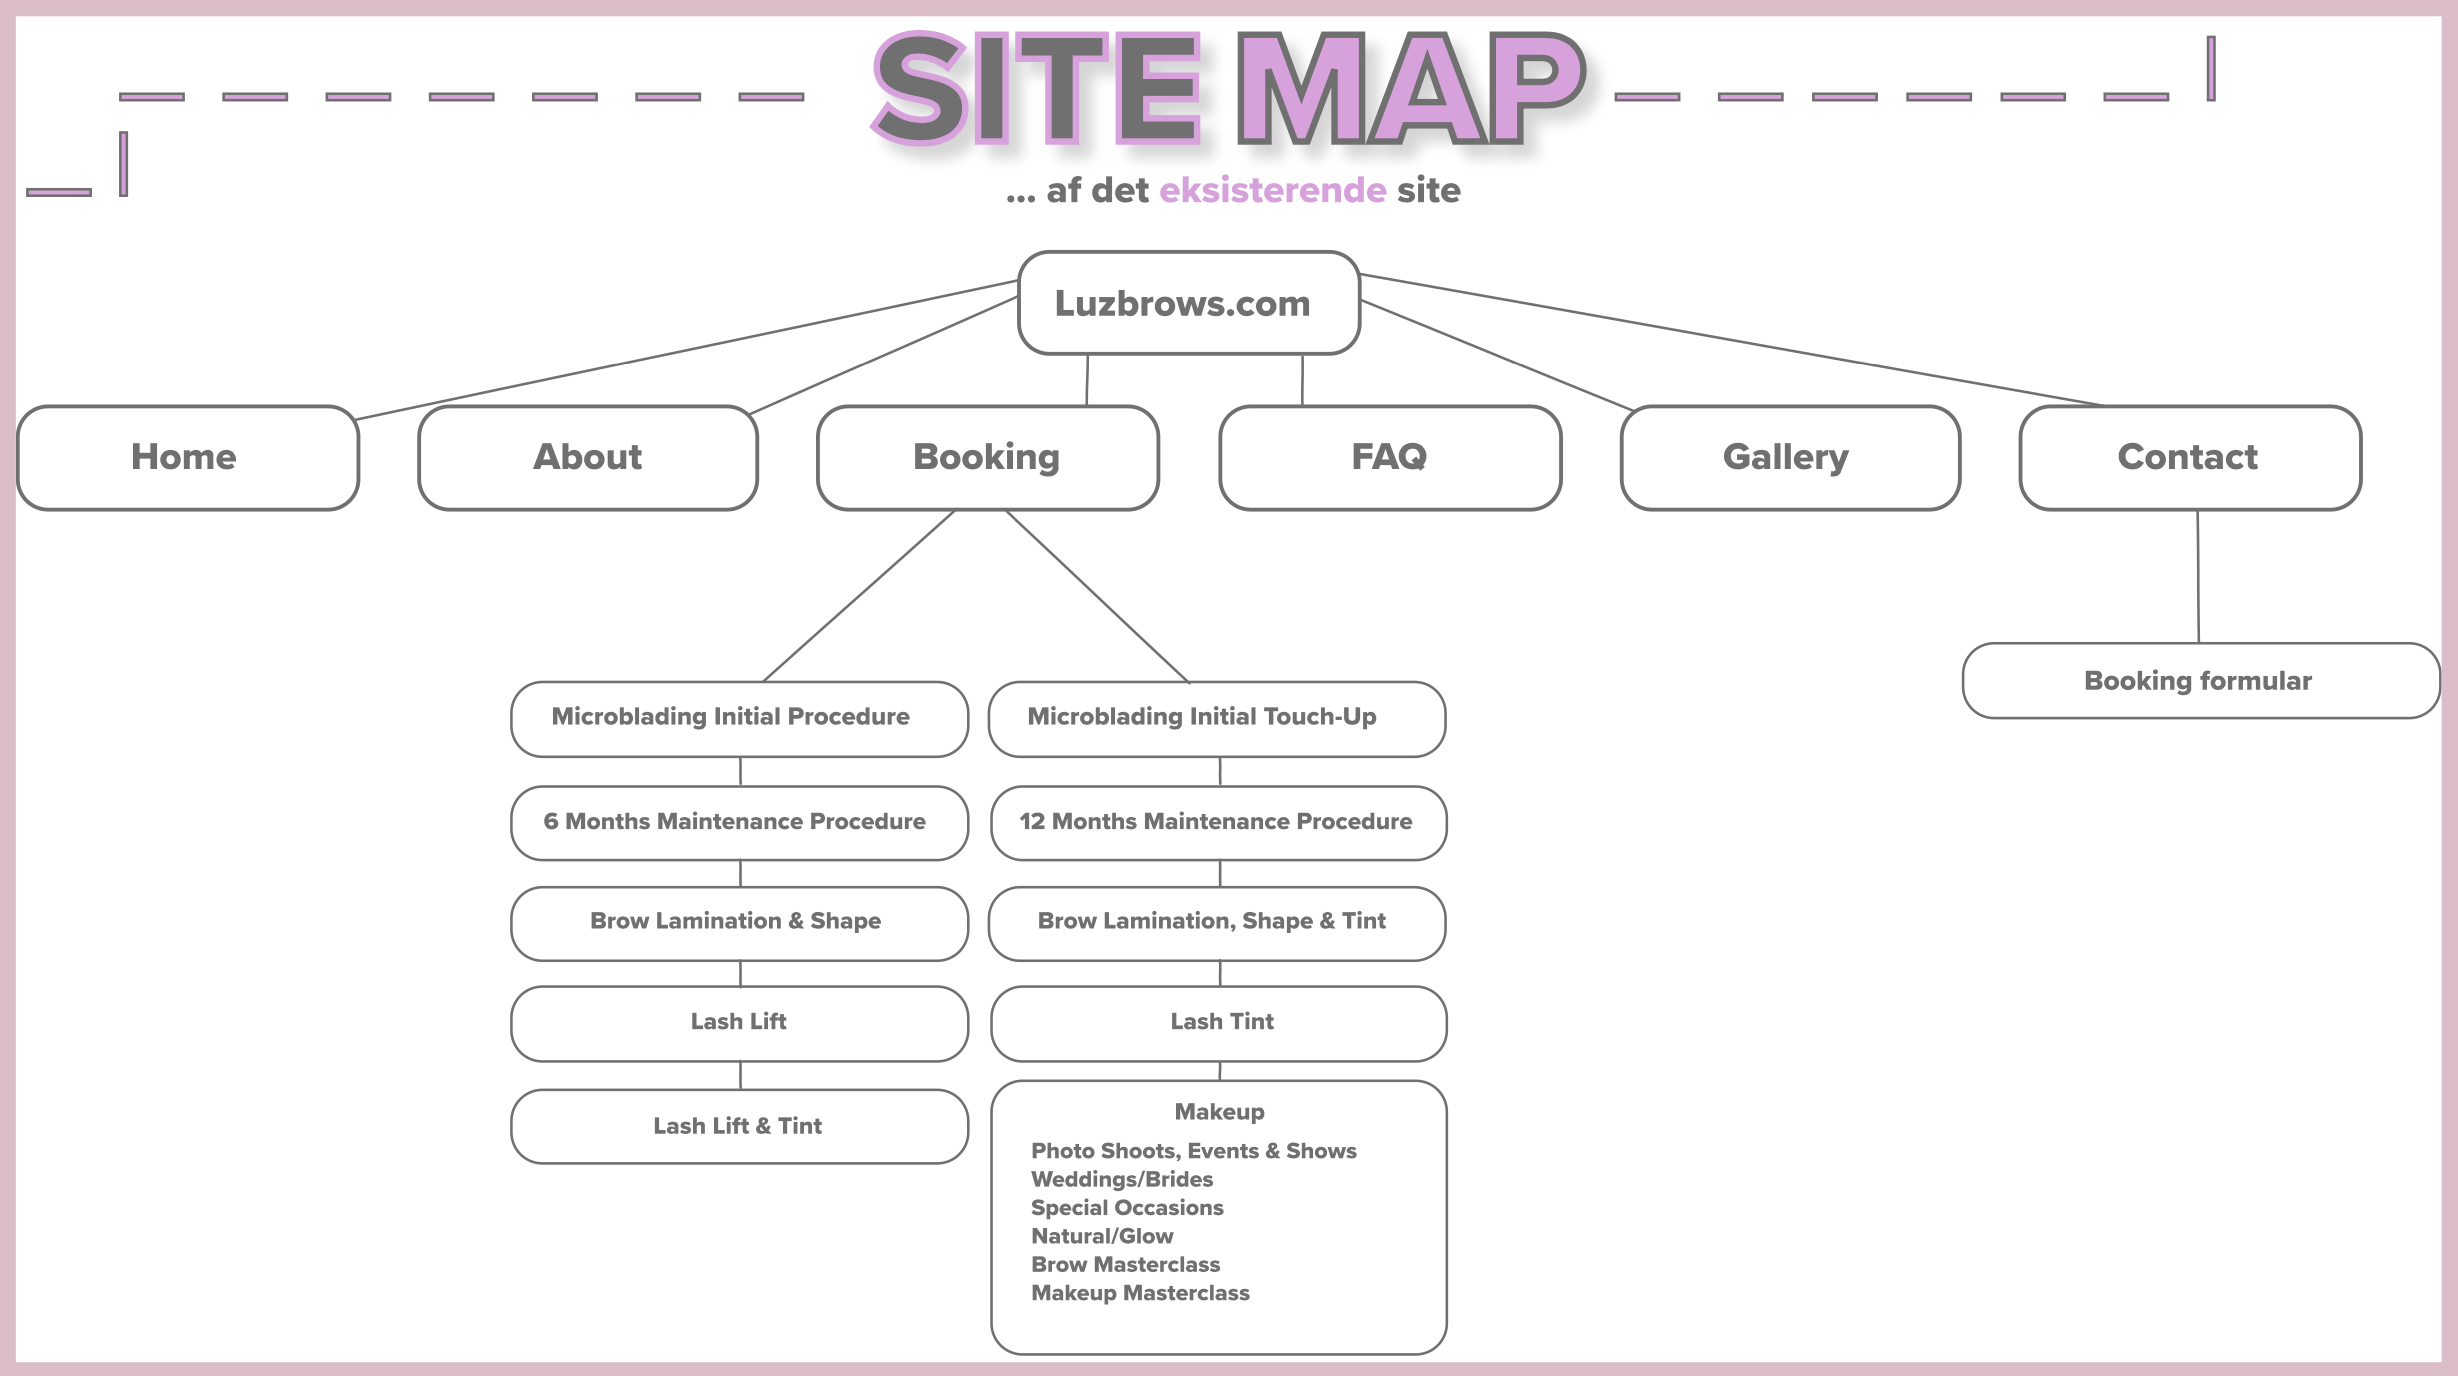 SITE MAP
... af det eksisterende site
Luzbrows.com
Home
About
Booking
FAQ
Gallery
Contact
Booking formular
Microblading Initial Procedure
Microblading Initial Touch-Up
6 Months Maintenance Procedure
12 Months Maintenance Procedure
Brow Lamination & Shape
Brow Lamination, Shape & Tint
Lash Lift
Lash Tint
Lash Lift & Tint
Makeup
Photo Shoots, Events & Shows
Weddings/Brides
Special Occasions
Natural/Glow
Brow Masterclass
Makeup Masterclass